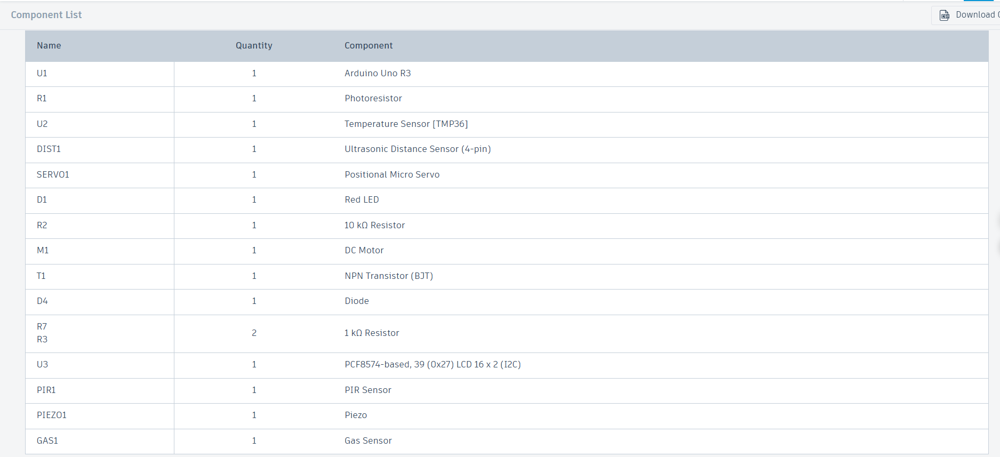 Component List
Download
Name Quantity Component
U1 1 Arduino Uno R3
R1 1 Photoresistor
U2 1 Temperature Sensor [TMP36]
DIST1 1 Ultrasonic Distance Sensor (4-pin)
SERVO1 1 Positional Micro Servo
D1 1 Red LED
R2 1 10 kΩ Resistor
M1 1 DC Motor
T1 1 NPN Transistor (BJT)
D4 1 Diode
R7
R3
2 1 kΩ Resistor
U3 1 PCF8574-based, 39 (0x27) LCD 16 x 2 (I2C)
PIR1 1 PIR Sensor
PIEZO1 1 Piezo
GAS1 1 Gas Sensor